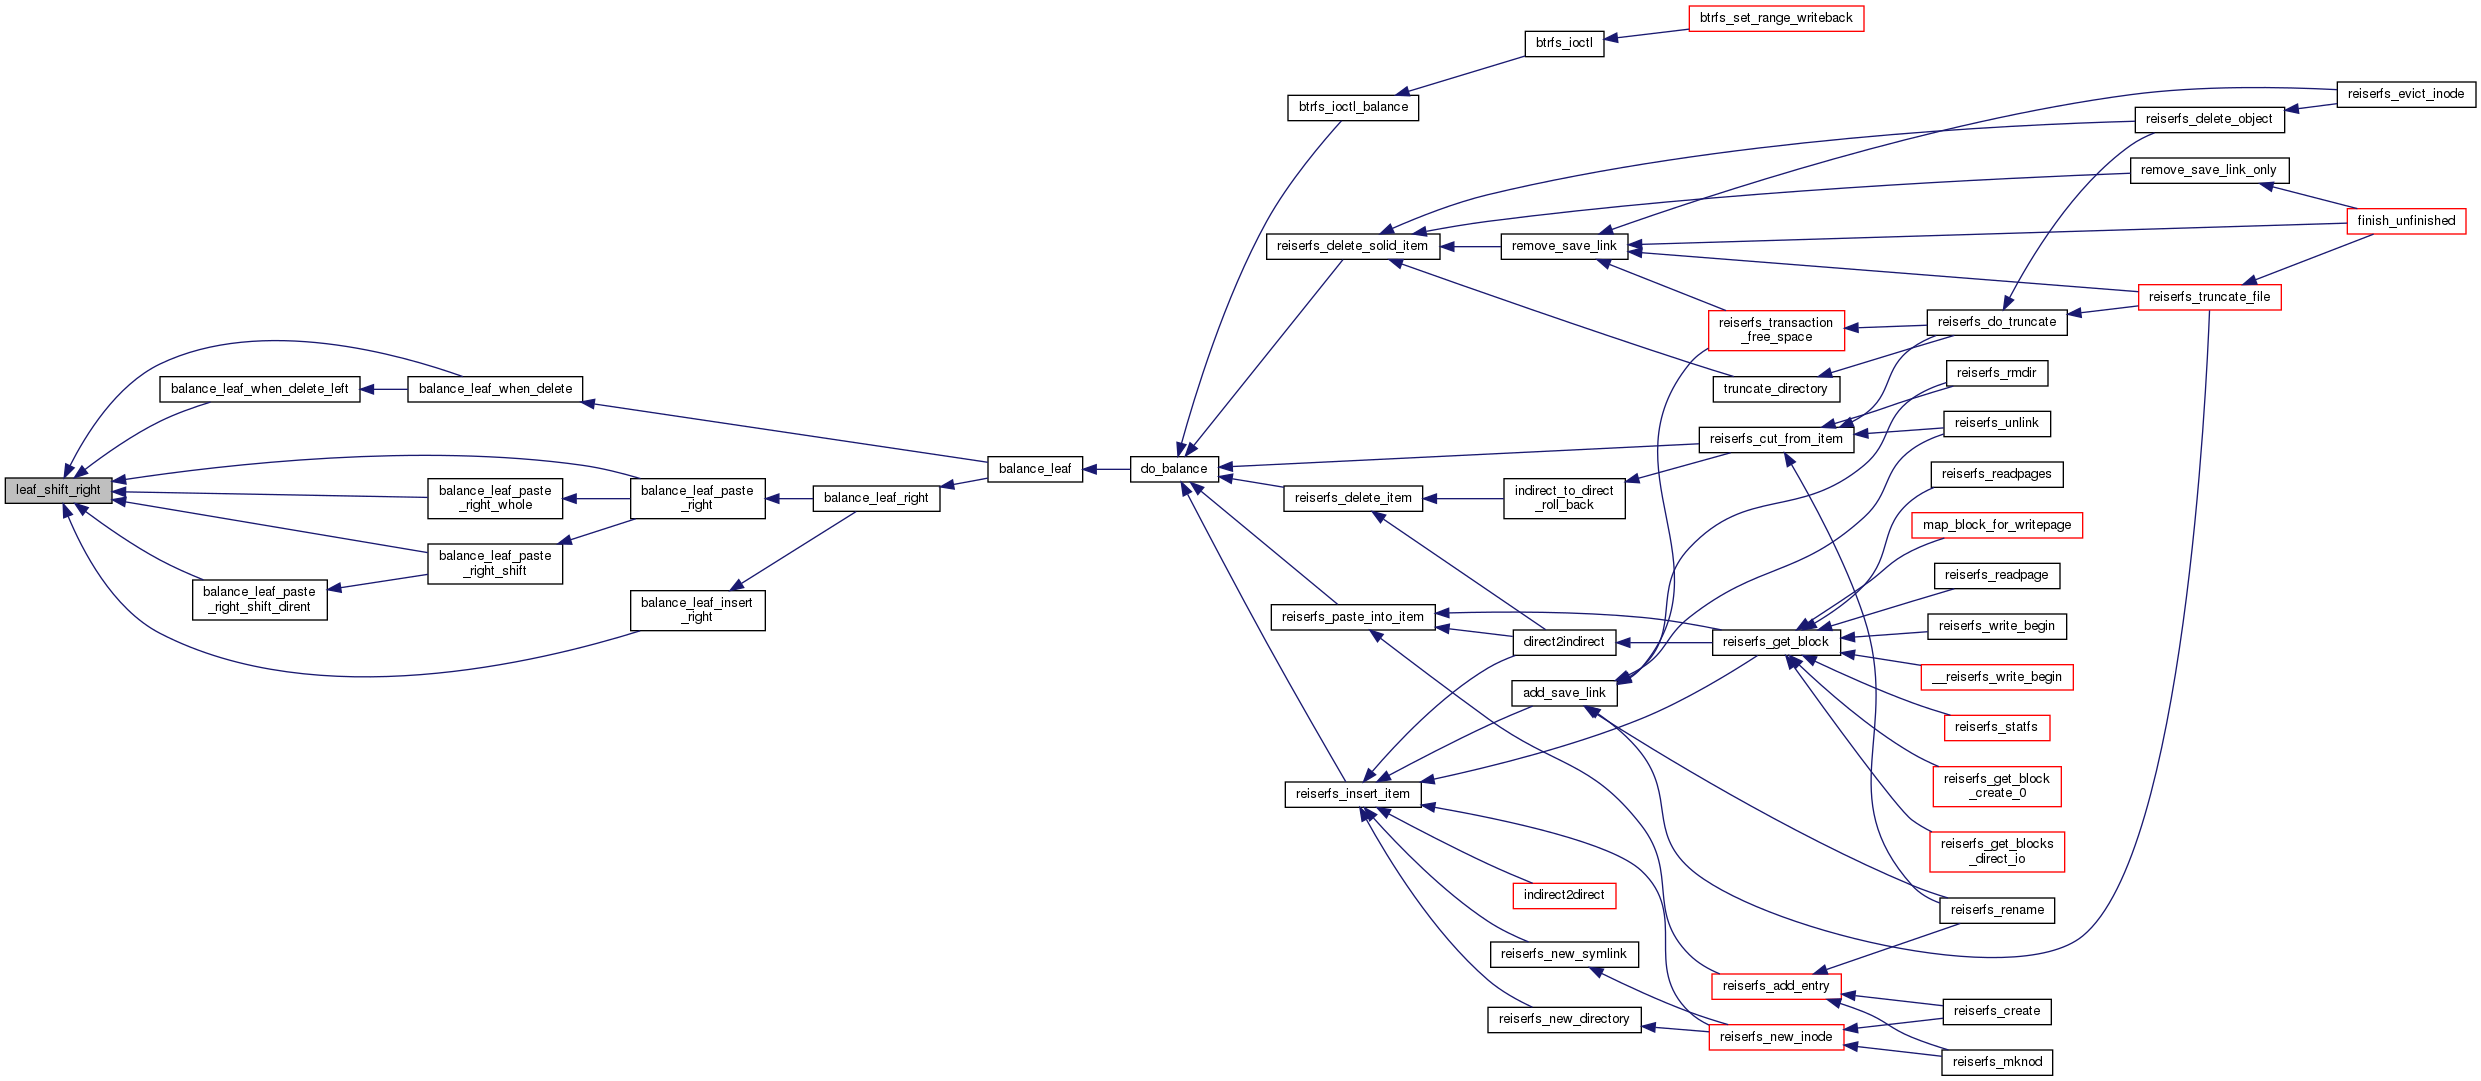 leaf_shift_right
balance_leaf_when_delete_left
balance_leaf_when_delete
balance_leaf_paste
_right_whole
balance_leaf_paste
_right
balance_leaf_paste
_right_shift
balance_leaf_paste
_right_shift_dirent
balance_leaf_insert
_right
balance_leaf_right
balance_leaf
do_balance
btrfs_ioctl_balance
btrfs_ioctl
btrfs_set_range_writeback
reiserfs_delete_solid_item
remove_save_link
reiserfs_evict_inode
reiserfs_delete_object
remove_save_link_only
finish_unfinished
reiserfs_truncate_file
reiserfs_transaction
_free_space
reiserfs_do_truncate
truncate_directory
reiserfs_rmdir
reiserfs_cut_from_item
reiserfs_unlink
reiserfs_delete_item
indirect_to_direct
_roll_back
reiserfs_readpages
map_block_for_writepage
reiserfs_readpage
reiserfs_paste_into_item
direct2indirect
reiserfs_get_block
reiserfs_write_begin
__reiserfs_write_begin
add_save_link
reiserfs_statfs
reiserfs_get_block
_create_0
reiserfs_insert_item
reiserfs_get_blocks
_direct_io
indirect2direct
reiserfs_rename
reiserfs_new_symlink
reiserfs_add_entry
reiserfs_create
reiserfs_new_directory
reiserfs_new_inode
reiserfs_mknod